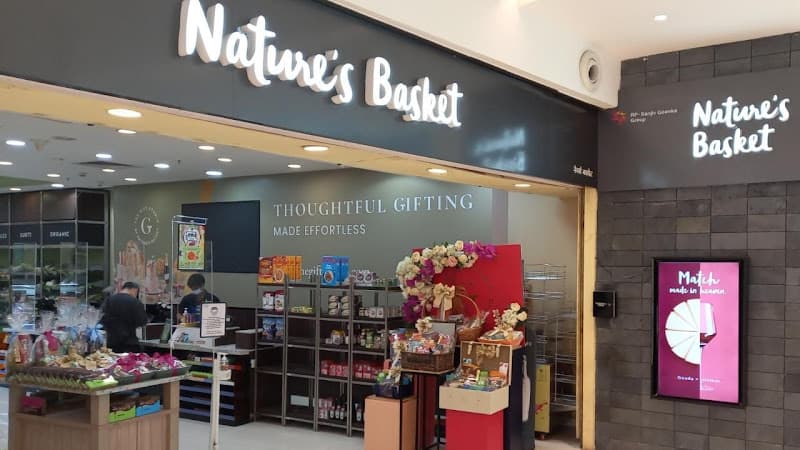 Nature's Basket
RP-Sanjiv Goenka
Group
Nature's
Basket
THOUGHTFUL GIFTING
MADE EFFORTLESS
G
ORGANIC
Match
made in heaven.